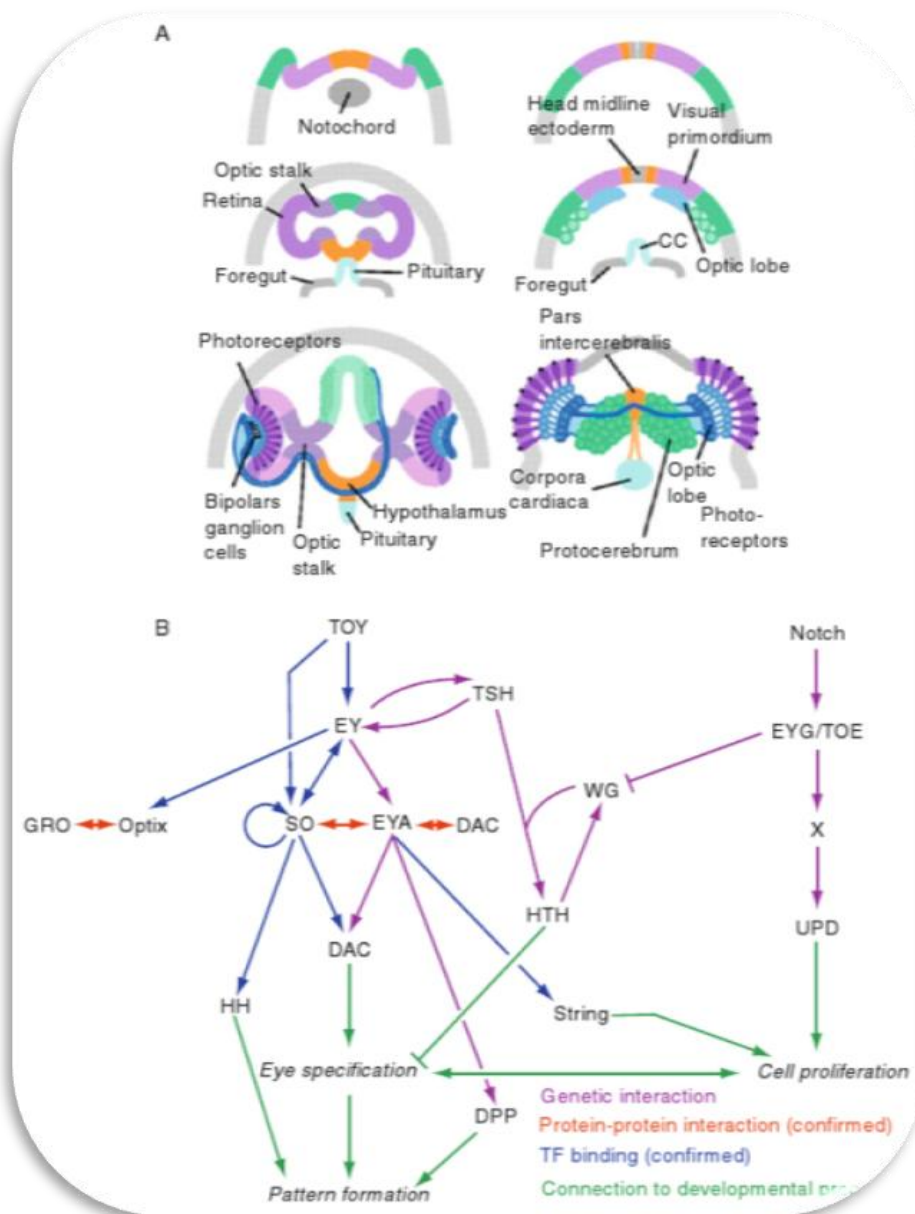 A
Notochord
Head midline
ectoderm
Visual
primordium
Optic stalk
Retina
Foregut
Pituitary
CC
Optic lobe
Foregut
Pars
intercerebralis
Photoreceptors
Bipolars
ganglion
cells
Optic
stalk
Hypothalamus
Pituitary
Corpora
cardiaca
Protocerebrum
Optic
lobe
Photo-
receptors
B
TOY
Notch
TSH
EY
EYG/TOE
WG
GRO
Optix
SO
EYA
DAC
X
HTH
UPD
DAC
HH
String
Eye specification
Cell proliferation
DPP
Pattern formation
Genetic interaction
Protein-protein interaction (confirmed)
TF binding (confirmed)
Connection to developmental